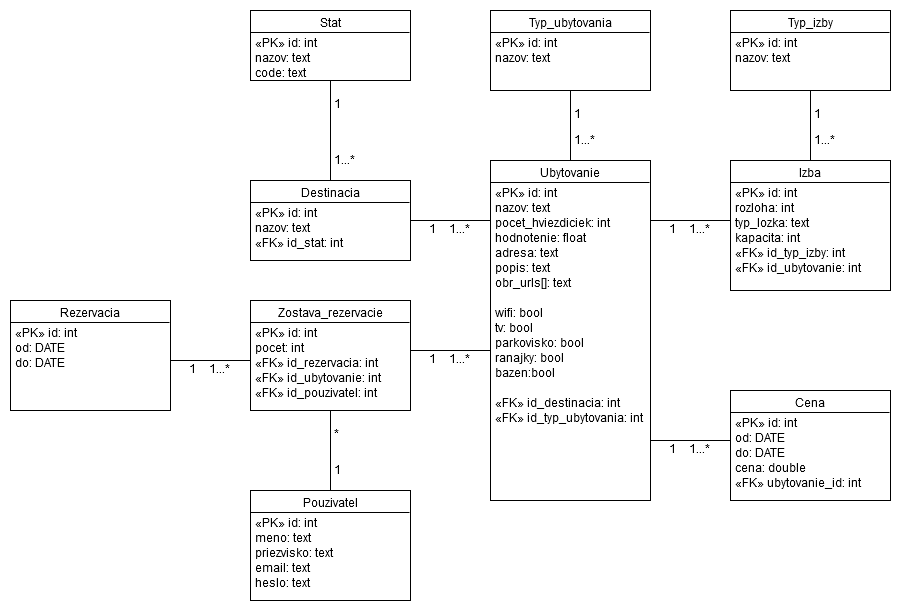 Stat
«PK» id: int
nazov: text
code: text
Typ_ubytovania
«PK» id: int
nazov: text
Typ_izby
«PK» id: int
nazov: text
1
1...*
1
1...*
1
1...*
Destinacia
«PK» id: int
nazov: text
«FK» id_stat: int
1 1...*
Ubytovanie
«PK» id: int
nazov: text
pocet_hviezdiciek: int
hodnotenie: float
adresa: text
popis: text
obr_urls[]: text
wifi: bool
tv: bool
parkovisko: bool
ranajky: bool
bazen:bool
«FK» id_destinacia: int
«FK» id_typ_ubytovania: int
1 1...*
Izba
«PK» id: int
rozloha: int
typ_lozka: text
kapacita: int
«FK» id_typ_izby: int
«FK» id_ubytovanie: int
Rezervacia
«PK» id: int
od: DATE
do: DATE
1 1...*
Zostava_rezervacie
«PK» id: int
pocet: int
«FK» id_rezervacia: int
«FK» id_ubytovanie: int
«FK» id_pouzivatel: int
1 1...*
1 1...*
Cena
«PK» id: int
od: DATE
do: DATE
cena: double
«FK» ubytovanie_id: int
*
1
Pouzivatel
«PK» id: int
meno: text
priezvisko: text
email: text
heslo: text